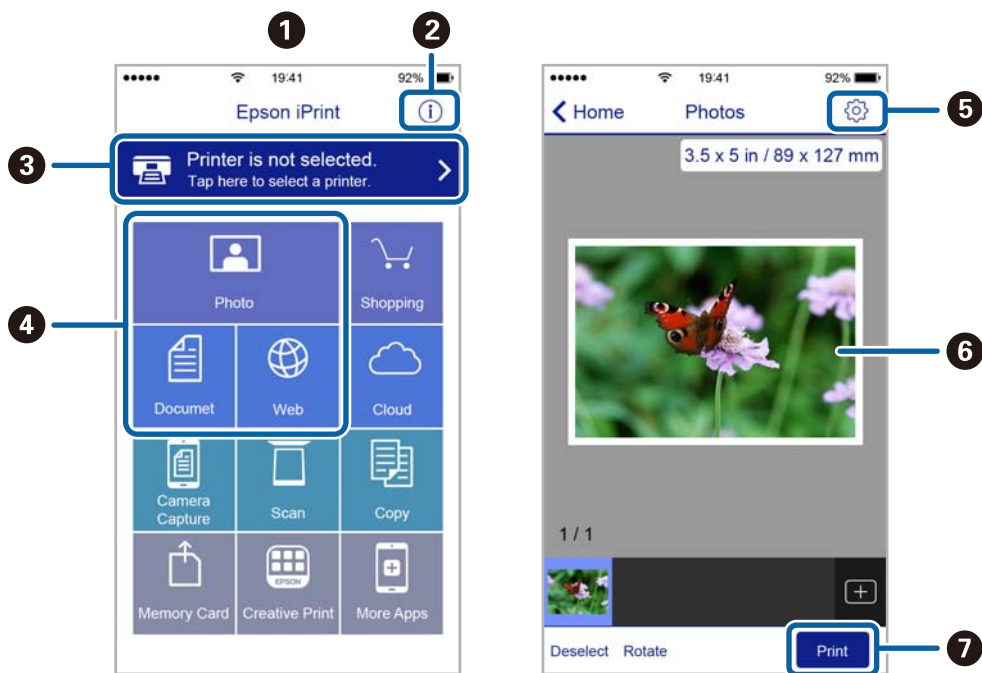 1
2
19:41
92%
Epson iPrint
i
3
Printer is not selected.
Tap here to select a printer.
4
Photo
Shopping
Documet
Web
Cloud
Camera
Capture
Scan
Copy
EPSON
Memory Card
Creative Print
More Apps
19:41
92%
Home
Photos
5
3.5 x 5 in / 89 x 127 mm
6
1 / 1
Deselect
Rotate
Print
7